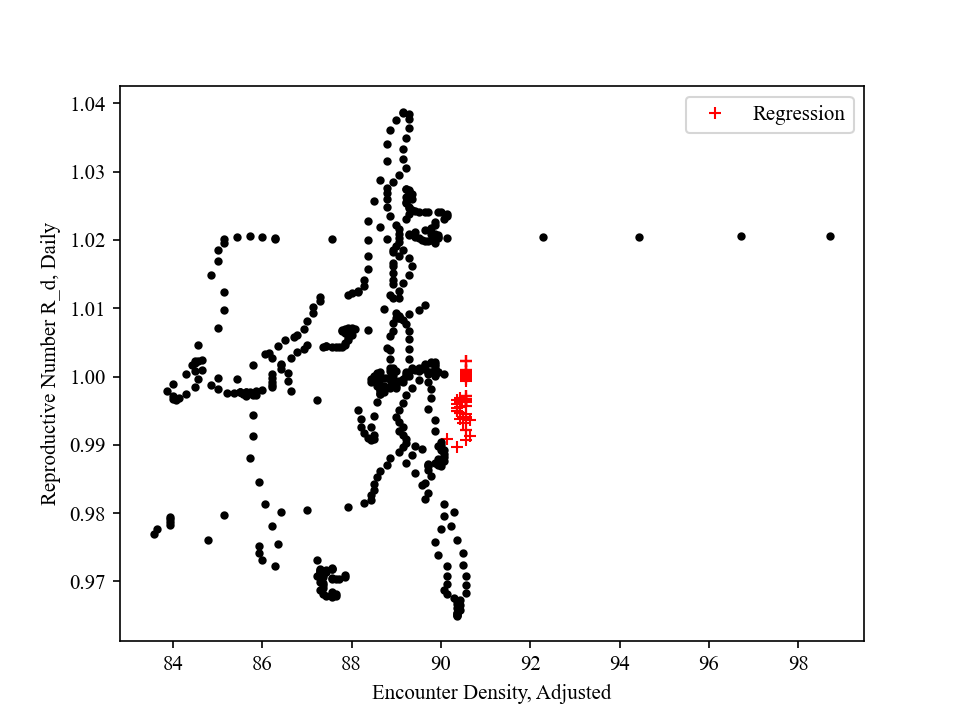 Regression
1.04
1.03
1.02
1.01
1.00
0.99
0.98
0.97
Reproductive Number R_d, Daily
84 86 88 90 92 94 96 98
Encounter Density, Adjusted